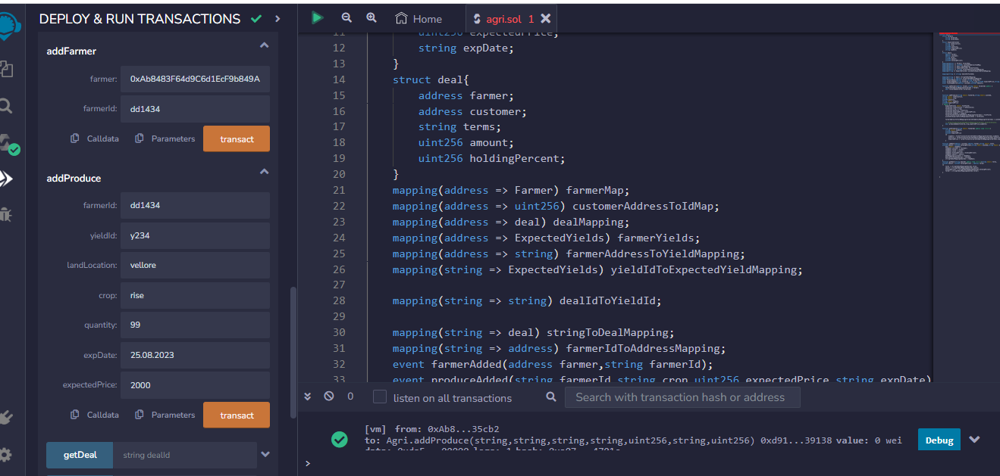 DEPLOY & RUN TRANSACTIONS
addFarmer
farmer: 0xAb8483F64d9C6d1EcF9b849A
farmerId: dd1434
Calldata Parameters transact
addProduce
farmerId: dd1434
yieldId: y234
landLocation: vellore
crop: rise
quantity: 99
expDate: 25.08.2023
expectedPrice: 2000
Calldata Parameters transact
getDeal string dealId
Home agri.sol 1
11 uint256 expectedPrice;
12 string expDate;
13 }
14 struct deal{
15 address farmer;
16 address customer;
17 string terms;
18 uint256 amount;
19 uint256 holdingPercent;
20 }
21 mapping(address => Farmer) farmerMap;
22 mapping(address => uint256) customerAddressToIdMap;
23 mapping(address => deal) dealMapping;
24 mapping(address => ExpectedYields) farmerYields;
25 mapping(address => string) farmerAddressToYieldMapping;
26 mapping(string => ExpectedYields) yieldIdToExpectedYieldMapping;
27
28 mapping(string => string) dealIdToYieldId;
29
30 mapping(string => deal) stringToDealMapping;
31 mapping(string => address) farmerIdToAddressMapping;
32 event farmerAdded(address farmer,string farmerId);
33 event produceAdded(string farmerId,string crop,uint256 expectedPrice,string expDate)
0 listen on all transactions Search with transaction hash or address
[vm] from: 0xAb8...35cb2
to: Agri.addProduce(string,string,string,string,uint256,string,uint256) 0xd91...39138 value: 0 wei
Debug
>